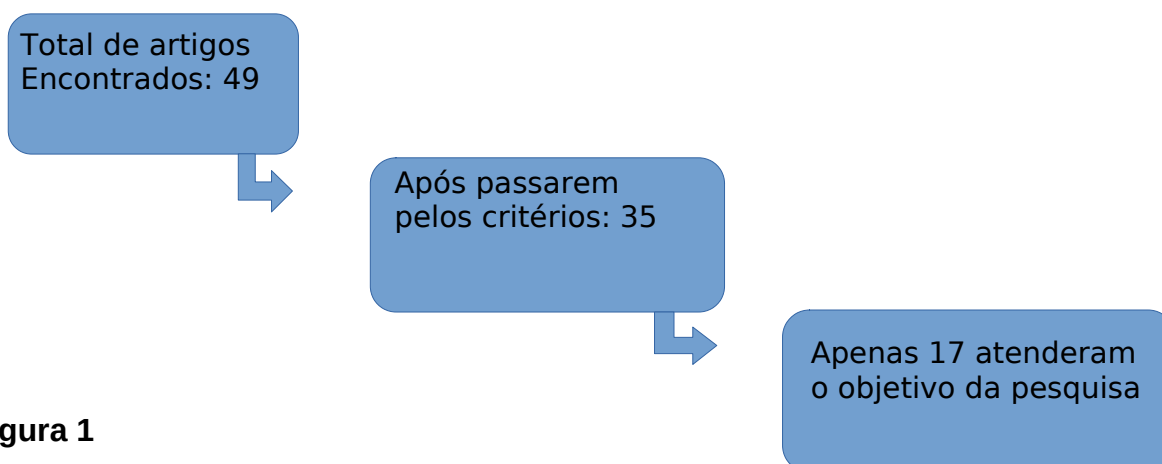 Total de artigos
Encontrados: 49
Após passarem
pelos critérios: 35
Apenas 17 atenderam
o objetivo da pesquisa
gura 1